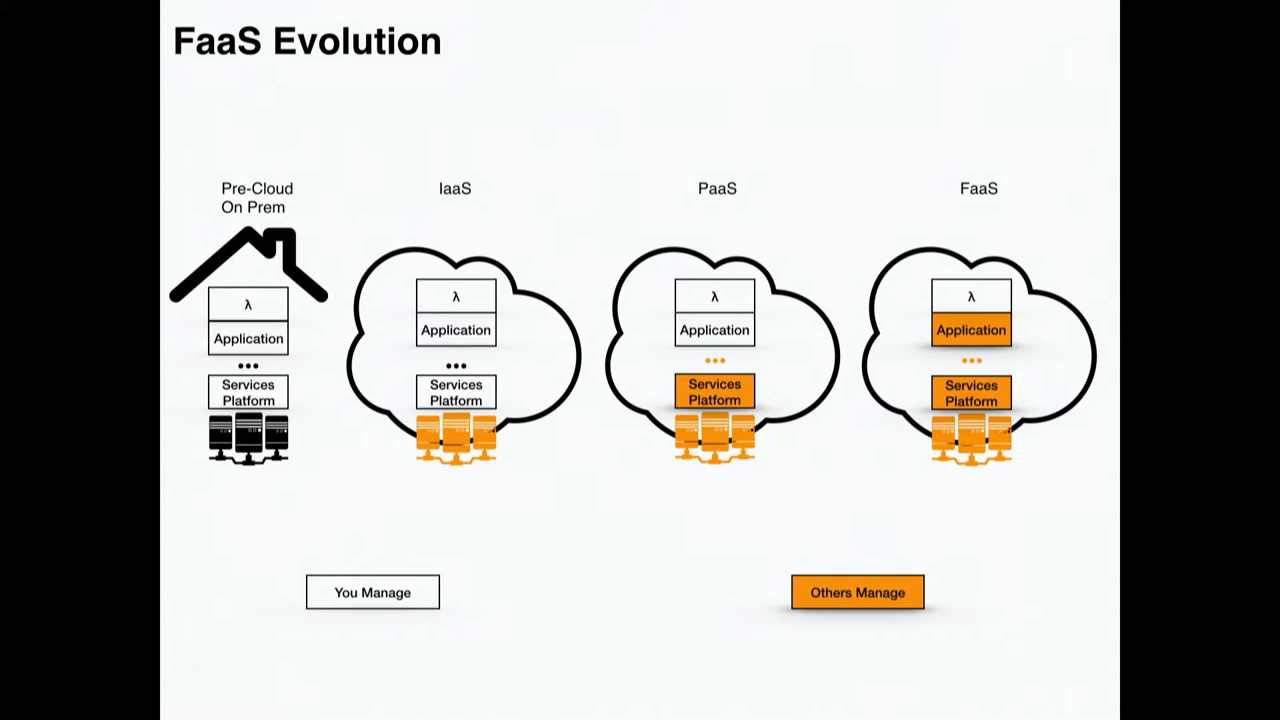 FaaS Evolution
Pre-Cloud
On Prem
IaaS
PaaS
FaaS
λ
Application
Services
Platform
λ
Application
Services
Platform
λ
Application
Services
Platform
λ
Application
Services
Platform
You Manage
Others Manage